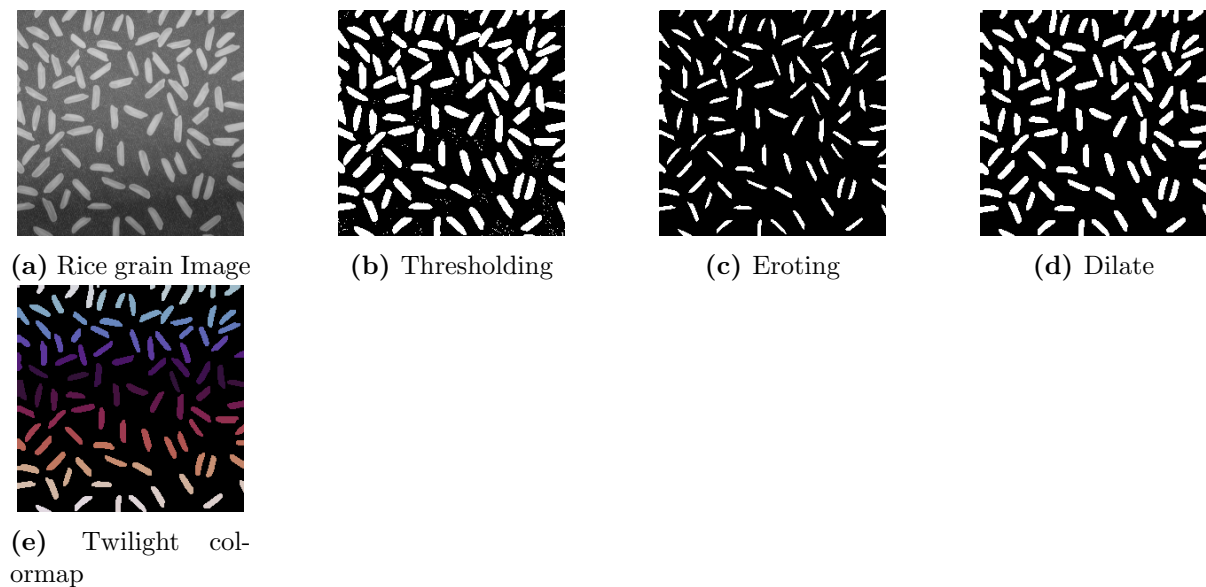 (a) Rice grain Image
(b) Thresholding
(c) Eroting
(d) Dilate
(e) Twilight col-
ormap